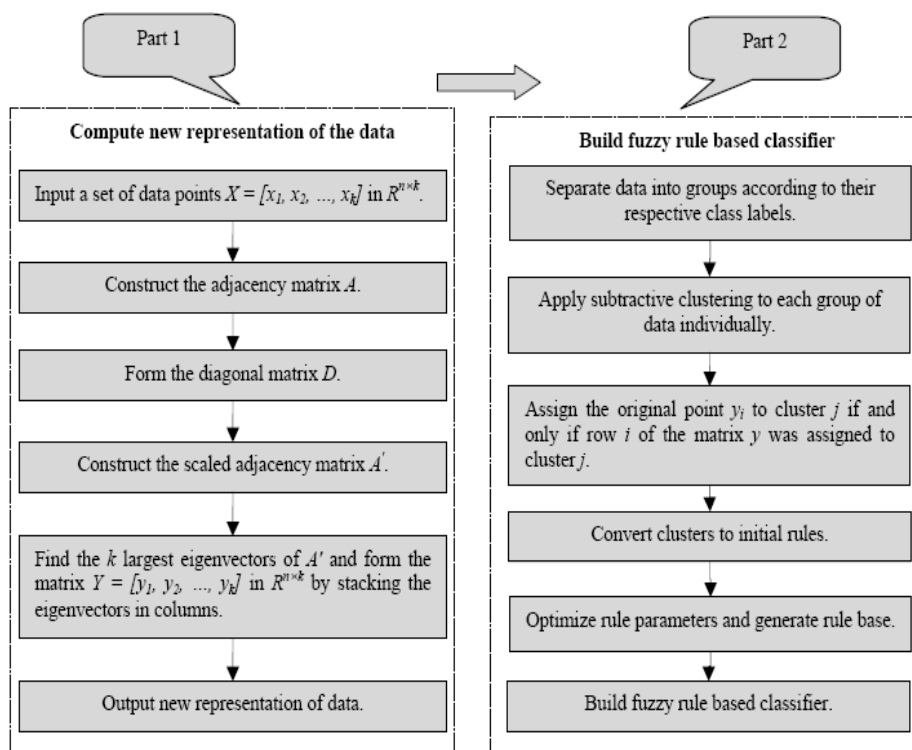 Part 1
Compute new representation of the data
Input a set of data points X = [x1, x2, ..., xk] in R^n×k.
Construct the adjacency matrix A.
Form the diagonal matrix D.
Construct the scaled adjacency matrix A'.
Find the k largest eigenvectors of A' and form the
matrix Y = [y1, y2, ..., yk] in R^n×k by stacking the
eigenvectors in columns.
Output new representation of data.
Part 2
Build fuzzy rule based classifier
Separate data into groups according to their
respective class labels.
Apply subtractive clustering to each group of
data individually.
Assign the original point yi to cluster j if and
only if row i of the matrix y was assigned to
cluster j.
Convert clusters to initial rules.
Optimize rule parameters and generate rule base.
Build fuzzy rule based classifier.